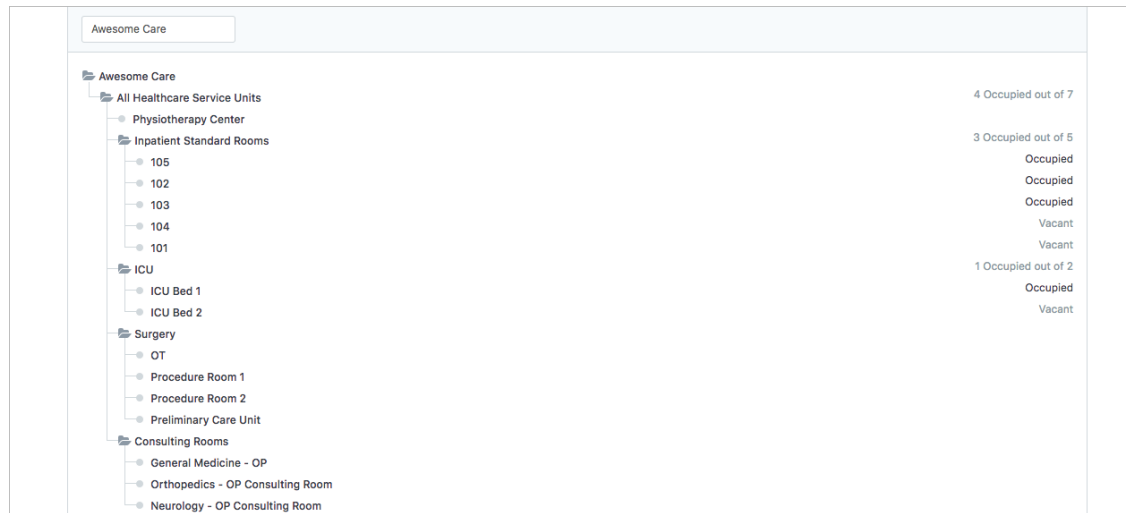 Awesome Care
Awesome Care
All Healthcare Service Units 4 Occupied out of 7
Physiotherapy Center
Inpatient Standard Rooms 3 Occupied out of 5
105 Occupied
102 Occupied
103 Occupied
104 Vacant
101 Vacant
ICU 1 Occupied out of 2
ICU Bed 1 Occupied
ICU Bed 2 Vacant
Surgery
OT
Procedure Room 1
Procedure Room 2
Preliminary Care Unit
Consulting Rooms
General Medicine - OP
Orthopedics - OP Consulting Room
Neurology - OP Consulting Room